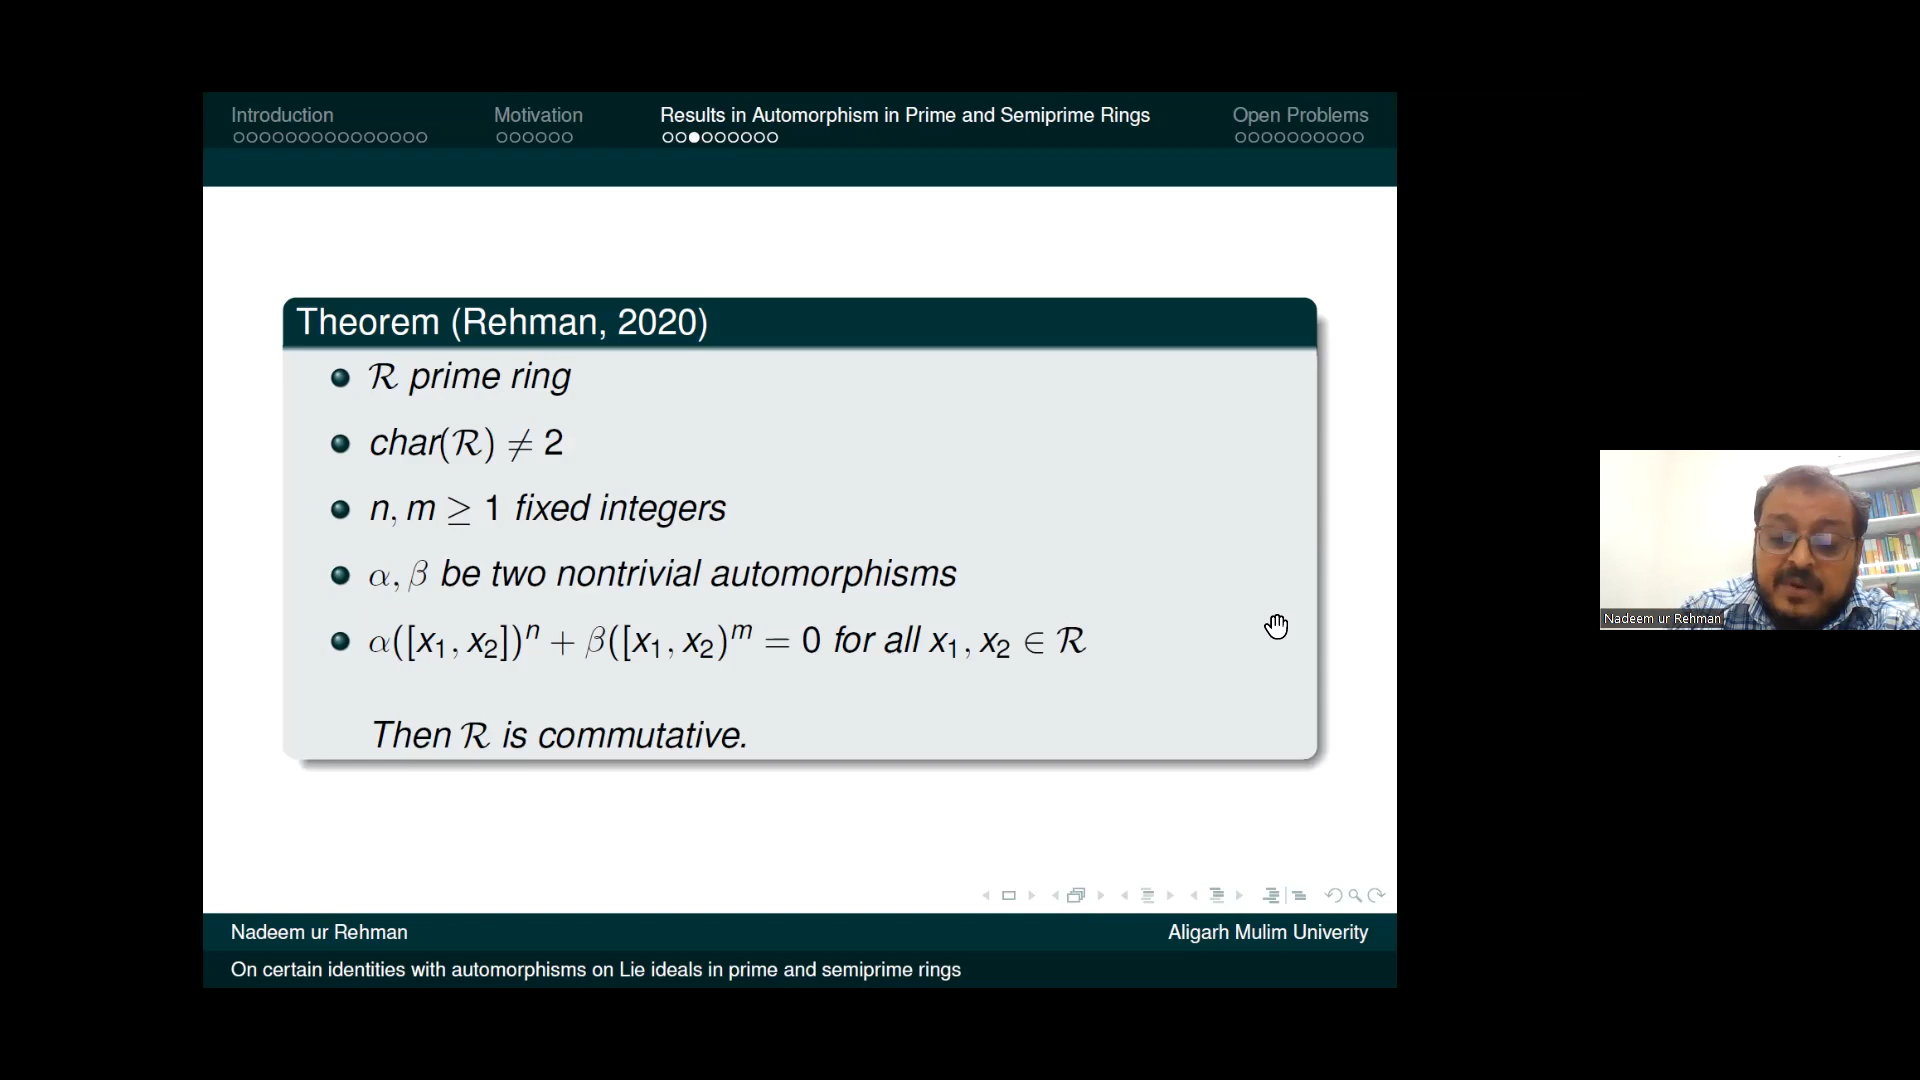 Introduction Motivation Results in Automorphism in Prime and Semiprime Rings Open Problems
Theorem (Rehman, 2020)
ℛ prime ring
char(ℛ) ≠ 2
n, m ≥ 1 fixed integers
α, β be two nontrivial automorphisms
α([x₁, x₂])ⁿ + β([x₁, x₂)ᵐ = 0 for all x₁, x₂ ∈ ℛ
Then ℛ is commutative.
Nadeem ur Rehman
Nadeem ur Rehman Aligarh Mulim Univerity
On certain identities with automorphisms on Lie ideals in prime and semiprime rings